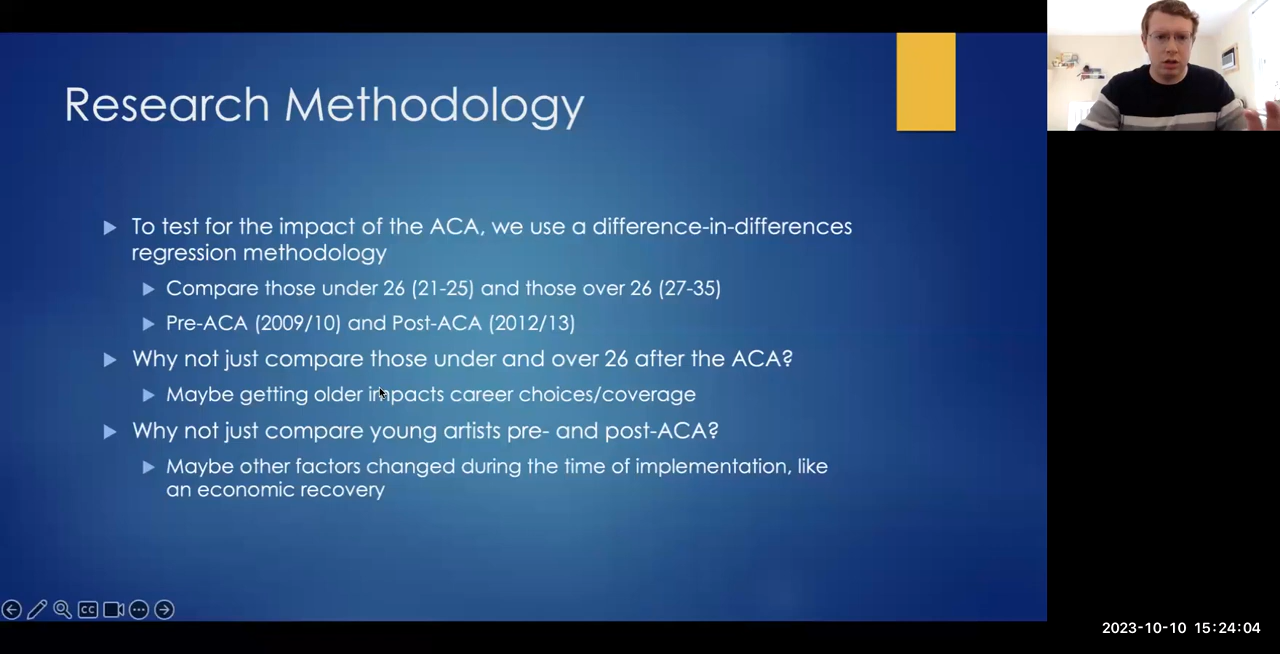 Research Methodology
To test for the impact of the ACA, we use a difference-in-differences
regression methodology
Compare those under 26 (21-25) and those over 26 (27-35)
Pre-ACA (2009/10) and Post-ACA (2012/13)
Why not just compare those under and over 26 after the ACA?
Maybe getting older impacts career choices/coverage
Why not just compare young artists pre- and post-ACA?
Maybe other factors changed during the time of implementation, like
an economic recovery
CC
2023-10-10 15:24:04